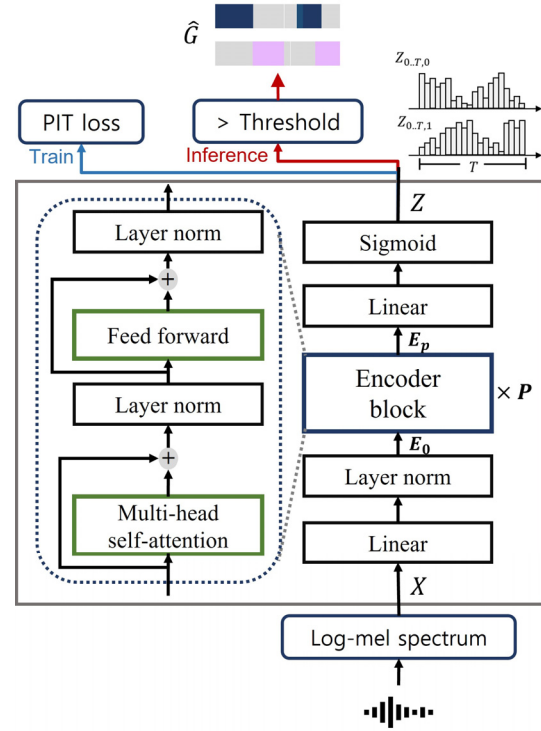 Ĝ
Z₀..T,₀
Z₀..T,₁
T
PIT loss
> Threshold
Train
Inference
Z
Layer norm
Sigmoid
+
Linear
Feed forward
Eₚ
Encoder
block
× P
Layer norm
E₀
+
Layer norm
Multi-head
self-attention
Linear
X
Log-mel spectrum